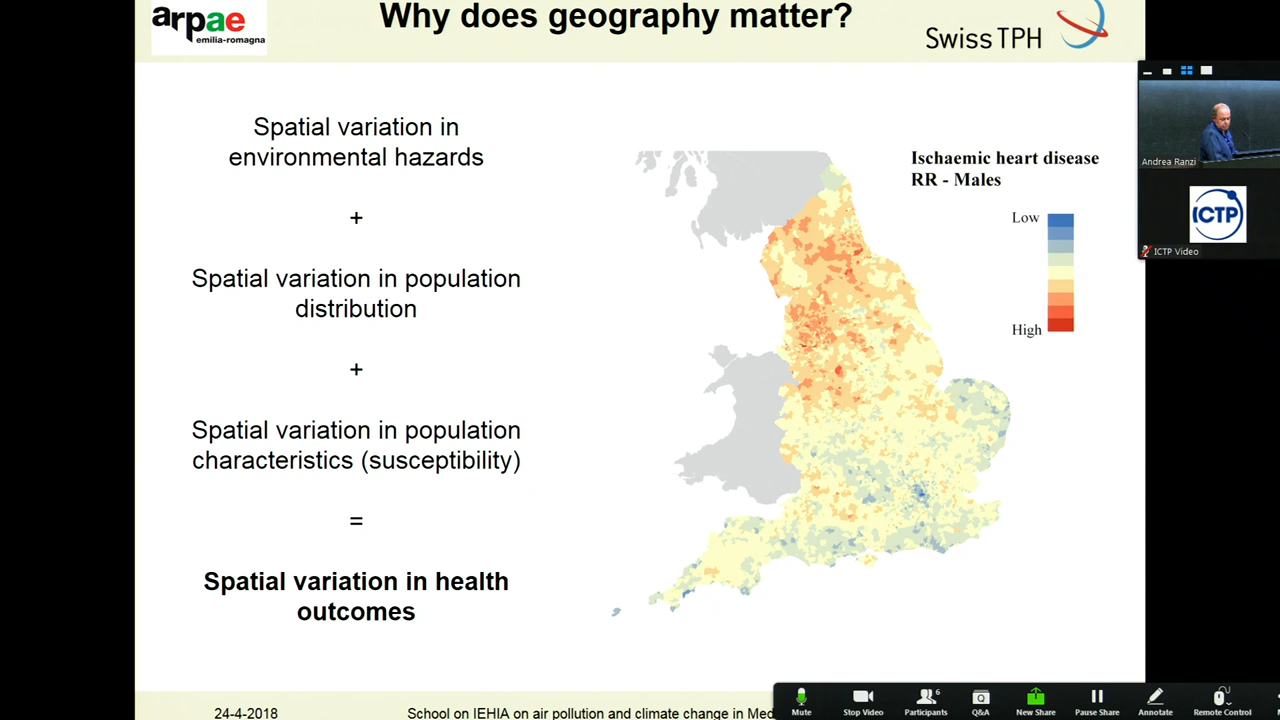 arpae
emilia-romagna
Why does geography matter?
Swiss TPH
Spatial variation in
environmental hazards
+
Spatial variation in population
distribution
+
Spatial variation in population
characteristics (susceptibility)
=
Spatial variation in health
outcomes
Ischaemic heart disease
RR - Males
Low
High
Andrea Ranzi
ICTP
ICTP Video
24-4-2018
School on IEHIA on air pollution and climate change in Med
Mute
Stop Video
6
Participants
Q&A
New Share
Pause Share
Annotate
Remote Control